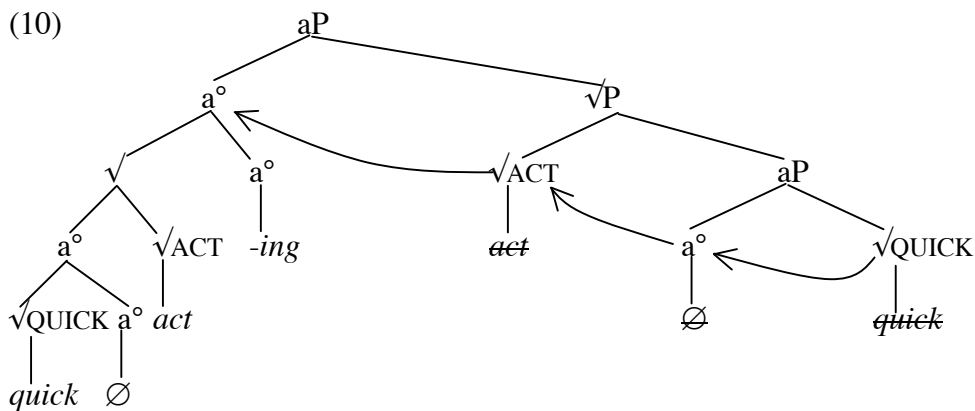 (10) aP
a° √P
√ a° √ACT aP
a° √ACT -ing act a° √QUICK
√QUICK a° act ∅ quick
quick ∅